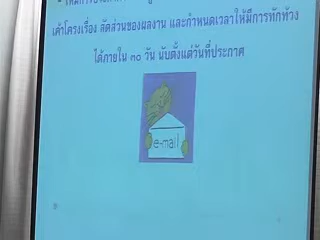 เค้าโครงเรื่อง สัดส่วนของผลงาน และกำหนดเวลาให้มีการทักท้วง
ได้ภายใน ๓๐ วัน นับตั้งแต่วันที่ประกาศ
e-mail